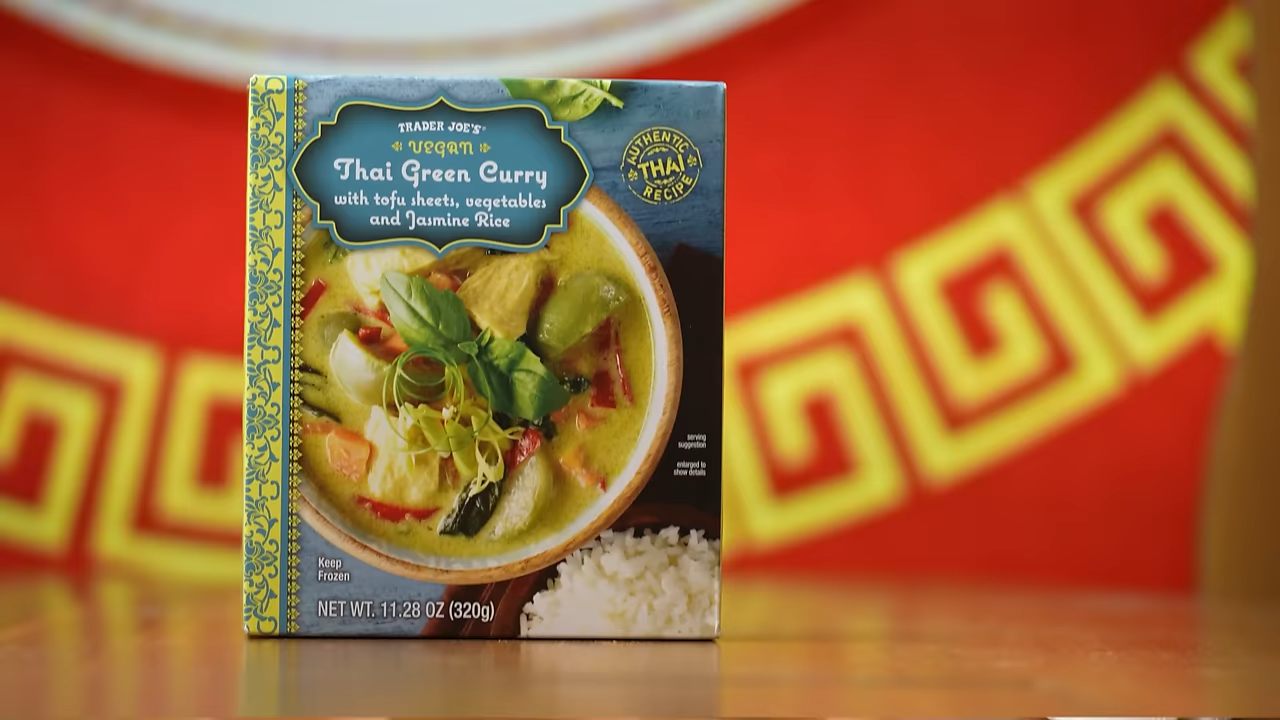 TRADER JOE'S®
VEGAN
Thai Green Curry
with tofu sheets, vegetables
and Jasmine Rice
AUTHENTIC
THAI
RECIPE
serving
suggestion
enlarged to
show details
Keep
Frozen
NET WT. 11.28 OZ (320g)